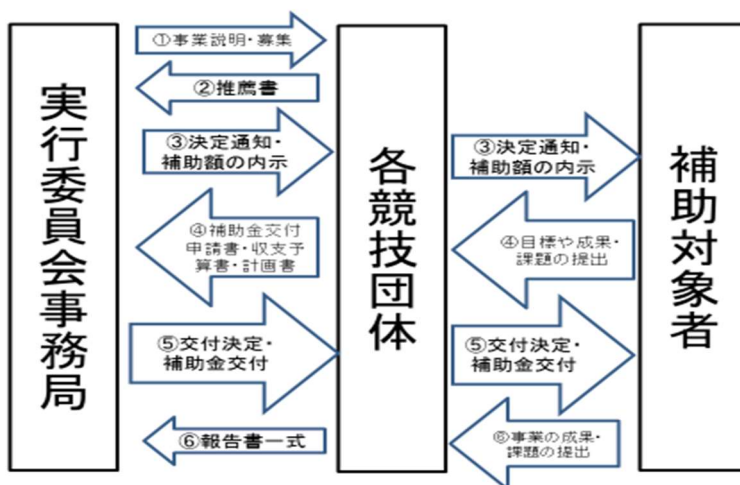 実行委員会事務局
①事業説明・募集
②推薦書
③決定通知・
補助額の内示
④補助金交付
申請書・収支予
算書・計画書
⑤交付決定・
補助金交付
⑥報告書一式
各競技団体
③決定通知・
補助額の内示
④目標や成果・
課題の提出
⑤交付決定・
補助金交付
⑥事業の成果・
課題の提出
補助対象者